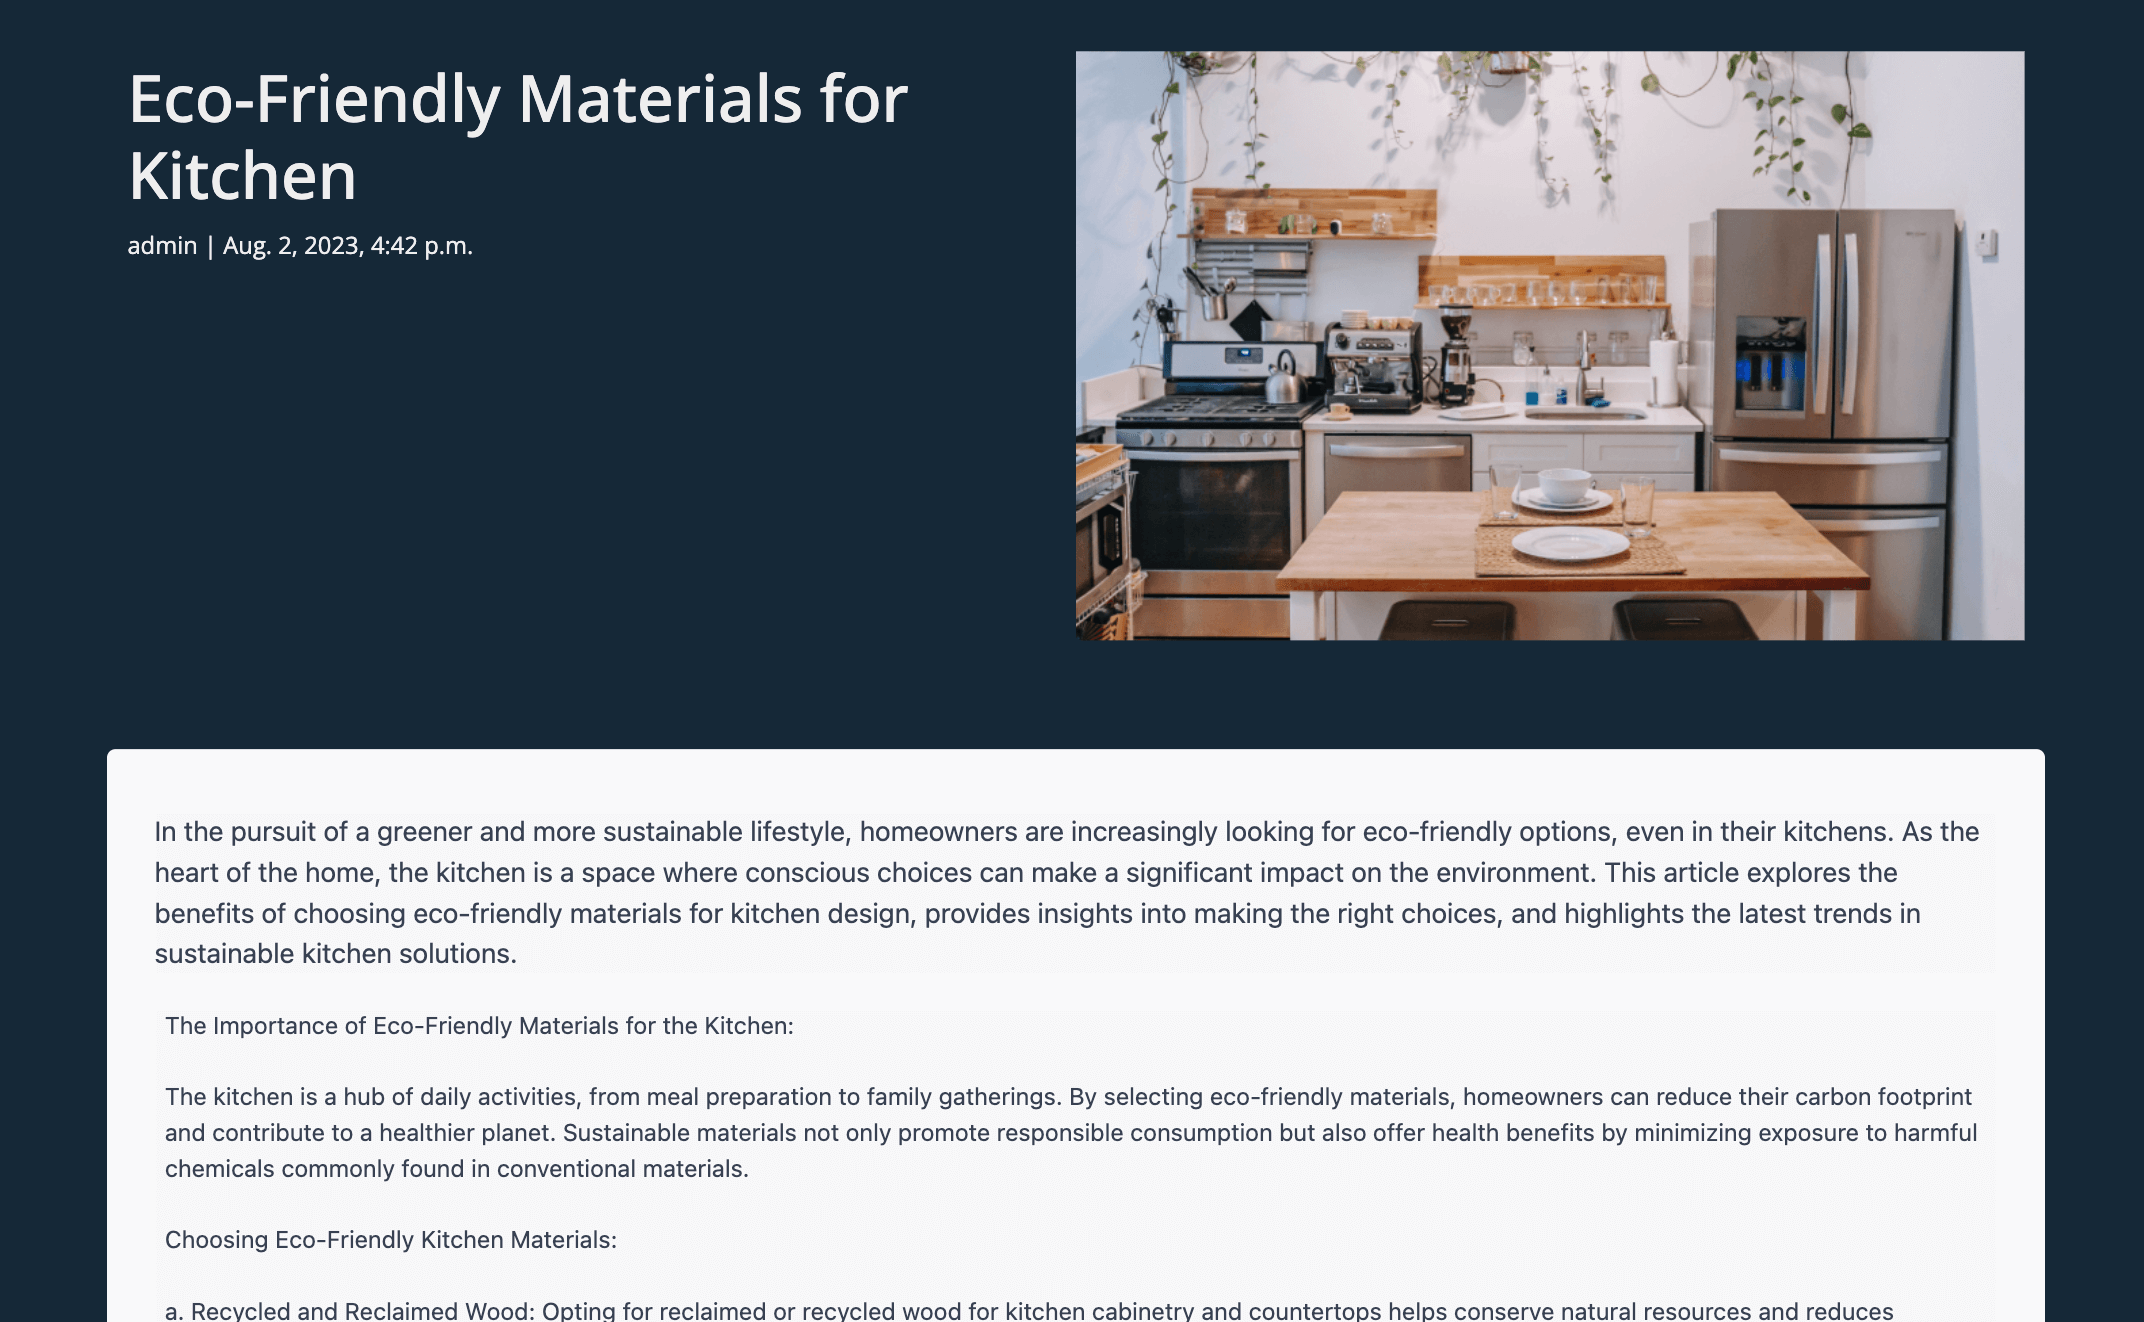 Eco-Friendly Materials for
Kitchen
admin | Aug. 2, 2023, 4:42 p.m.
In the pursuit of a greener and more sustainable lifestyle, homeowners are increasingly looking for eco-friendly options, even in their kitchens. As the
heart of the home, the kitchen is a space where conscious choices can make a significant impact on the environment. This article explores the
benefits of choosing eco-friendly materials for kitchen design, provides insights into making the right choices, and highlights the latest trends in
sustainable kitchen solutions.
The Importance of Eco-Friendly Materials for the Kitchen:
The kitchen is a hub of daily activities, from meal preparation to family gatherings. By selecting eco-friendly materials, homeowners can reduce their carbon footprint
and contribute to a healthier planet. Sustainable materials not only promote responsible consumption but also offer health benefits by minimizing exposure to harmful
chemicals commonly found in conventional materials.
Choosing Eco-Friendly Kitchen Materials:
a. Recycled and Reclaimed Wood: Opting for reclaimed or recycled wood for kitchen cabinetry and countertops helps conserve natural resources and reduces